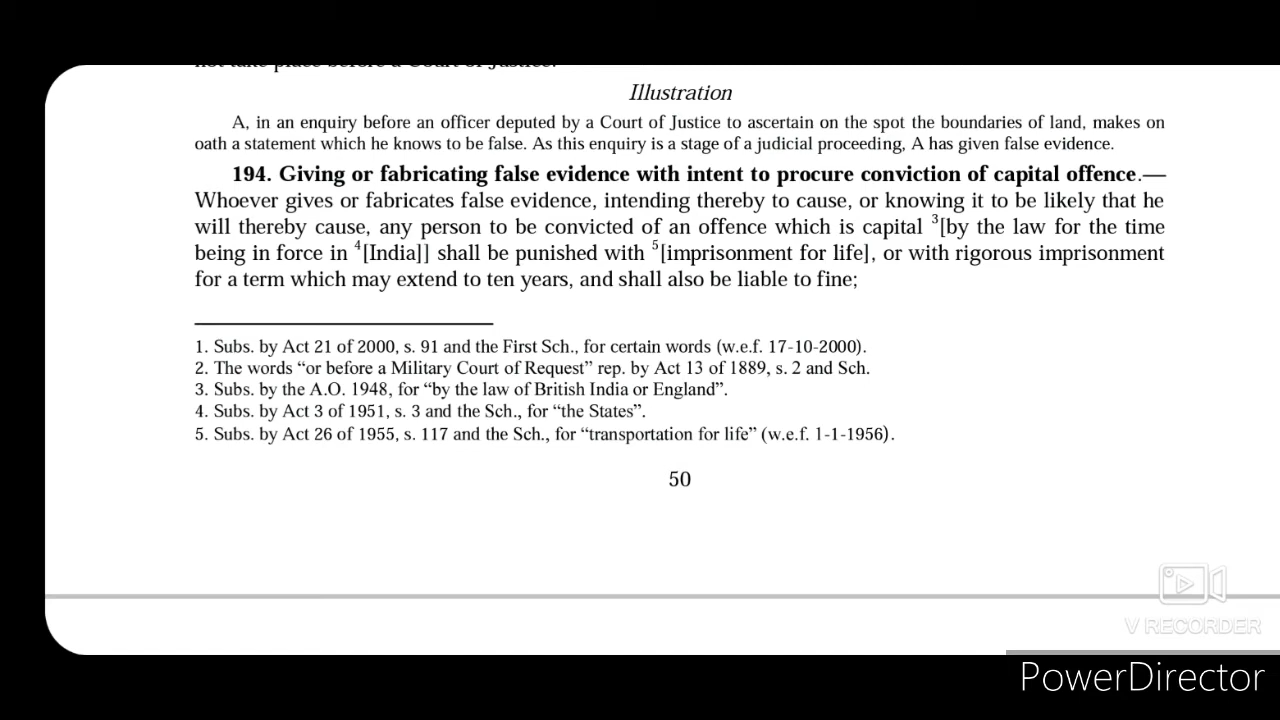 not take place before a Court of Justice.
Illustration
A, in an enquiry before an officer deputed by a Court of Justice to ascertain on the spot the boundaries of land, makes on
oath a statement which he knows to be false. As this enquiry is a stage of a judicial proceeding, A has given false evidence.
194. Giving or fabricating false evidence with intent to procure conviction of capital offence.—
Whoever gives or fabricates false evidence, intending thereby to cause, or knowing it to be likely that he
will thereby cause, any person to be convicted of an offence which is capital 3[by the law for the time
being in force in 4[India]] shall be punished with 5[imprisonment for life], or with rigorous imprisonment
for a term which may extend to ten years, and shall also be liable to fine;
1. Subs. by Act 21 of 2000, s. 91 and the First Sch., for certain words (w.e.f. 17-10-2000).
2. The words “or before a Military Court of Request” rep. by Act 13 of 1889, s. 2 and Sch.
3. Subs. by the A.O. 1948, for “by the law of British India or England”.
4. Subs. by Act 3 of 1951, s. 3 and the Sch., for “the States”.
5. Subs. by Act 26 of 1955, s. 117 and the Sch., for “transportation for life” (w.e.f. 1-1-1956).
50
V RECORDER
PowerDirector